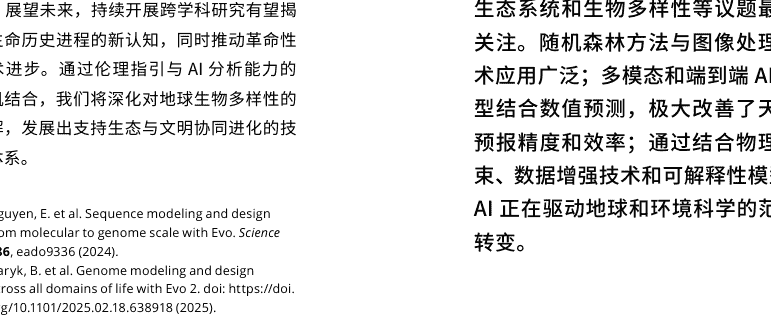 展望未来，持续开展跨学科研究有望揭
生命历史进程的新认知，同时推动革命性
术进步。通过伦理指引与 AI 分析能力的
机结合，我们将深化对地球生物多样性的
解，发展出支持生态与文明协同进化的技
体系。
guyen, E. et al. Sequence modeling and design
om molecular to genome scale with Evo. Science
36, eado9336 (2024).
aryk, B. et al. Genome modeling and design
ross all domains of life with Evo 2. doi: https://doi.
g/10.1101/2025.02.18.638918 (2025).
生态系统和生物多样性等议题最
关注。随机森林方法与图像处理
术应用广泛；多模态和端到端 AI
型结合数值预测，极大改善了天
预报精度和效率；通过结合物理
束、数据增强技术和可解释性模
AI 正在驱动地球和环境科学的范
转变。